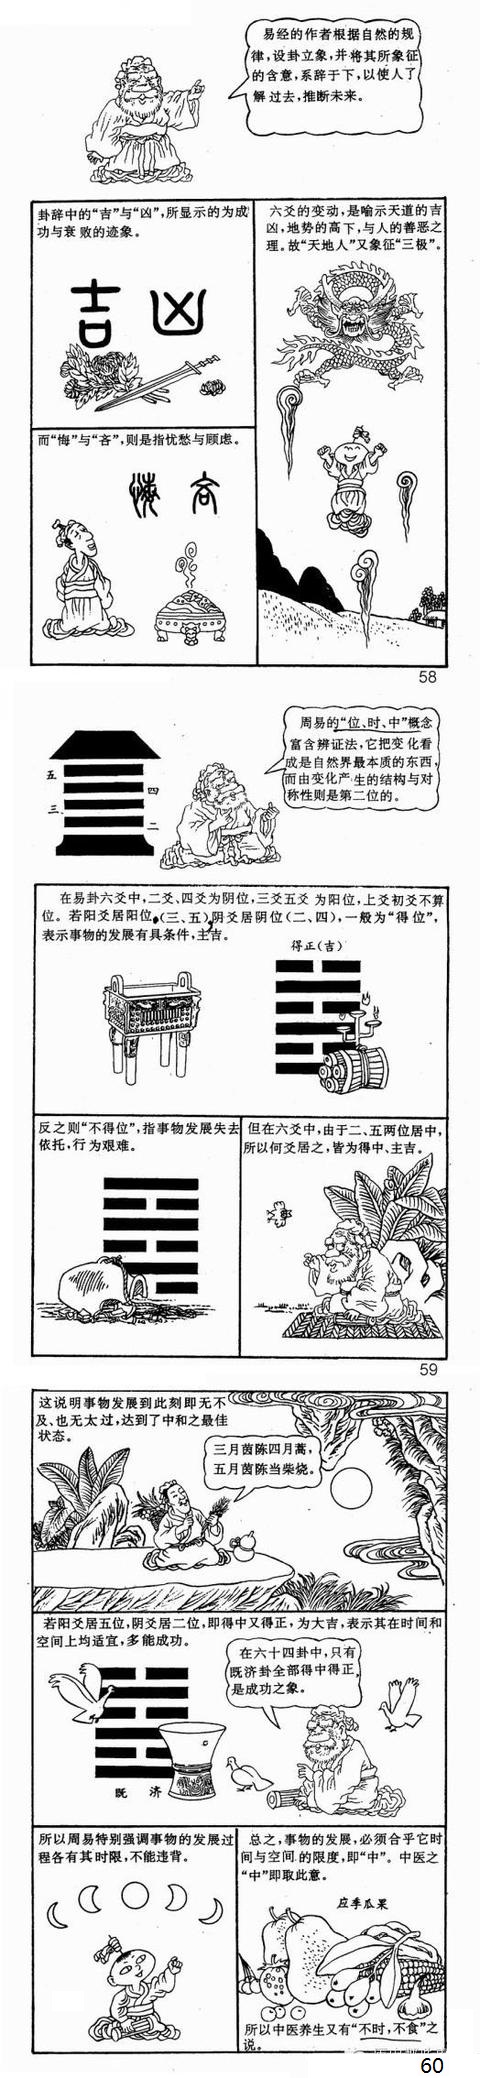 易经的作者根据自然的规
律，设卦立象，并将其所象征
的含意，系辞于下，以使人了
解过去，推断未来。
卦辞中的“吉”与“凶”，所显示的为成
功与衰败的迹象。
吉 凶
六爻的变动，是喻示天道的吉
凶，地势的高下，与人的善恶之
理。故“天地人”又象征“三极”。
而“悔”与“吝”，则是指忧愁与顾虑。
悔 吝
58
周易的“位、时、中”概念
富含辨证法，它把变化看
成是自然界最本质的东西，
而由变化产生的结构与对
称性则是第二位的。
五
四
三
二
在易卦六爻中，二爻、四爻为阴位，三爻五爻为阳位，上爻初爻不算
位。若阳爻居阳位，(三、五)阴爻居阴位(二、四)，一般为“得位”，
表示事物的发展有具条件，主吉。
得正(吉)
反之则“不得位”，指事物发展失去
依托，行为艰难。
但在六爻中，由于二、五两位居中，
所以何爻居之，皆为得中、主吉。
59
这说明事物发展到此刻即无不
及、也无太过，达到了中和之最佳
状态。
三月茵陈四月蒿，
五月茵陈当柴烧。
若阳爻居五位，阴爻居二位，即得中又得正，为大吉，表示其在时间和
空间上均适宜，多能成功。
在六十四卦中，只有
既济卦全部得中得正，
是成功之象。
既济
所以周易特别强调事物的发展过
程各有其时限，不能违背。
总之，事物的发展，必须合乎它时
间与空间的限度，即“中”。中医之
“中”即取此意。
应季瓜果
所以中医养生又有“不时，不食”之
说。
60